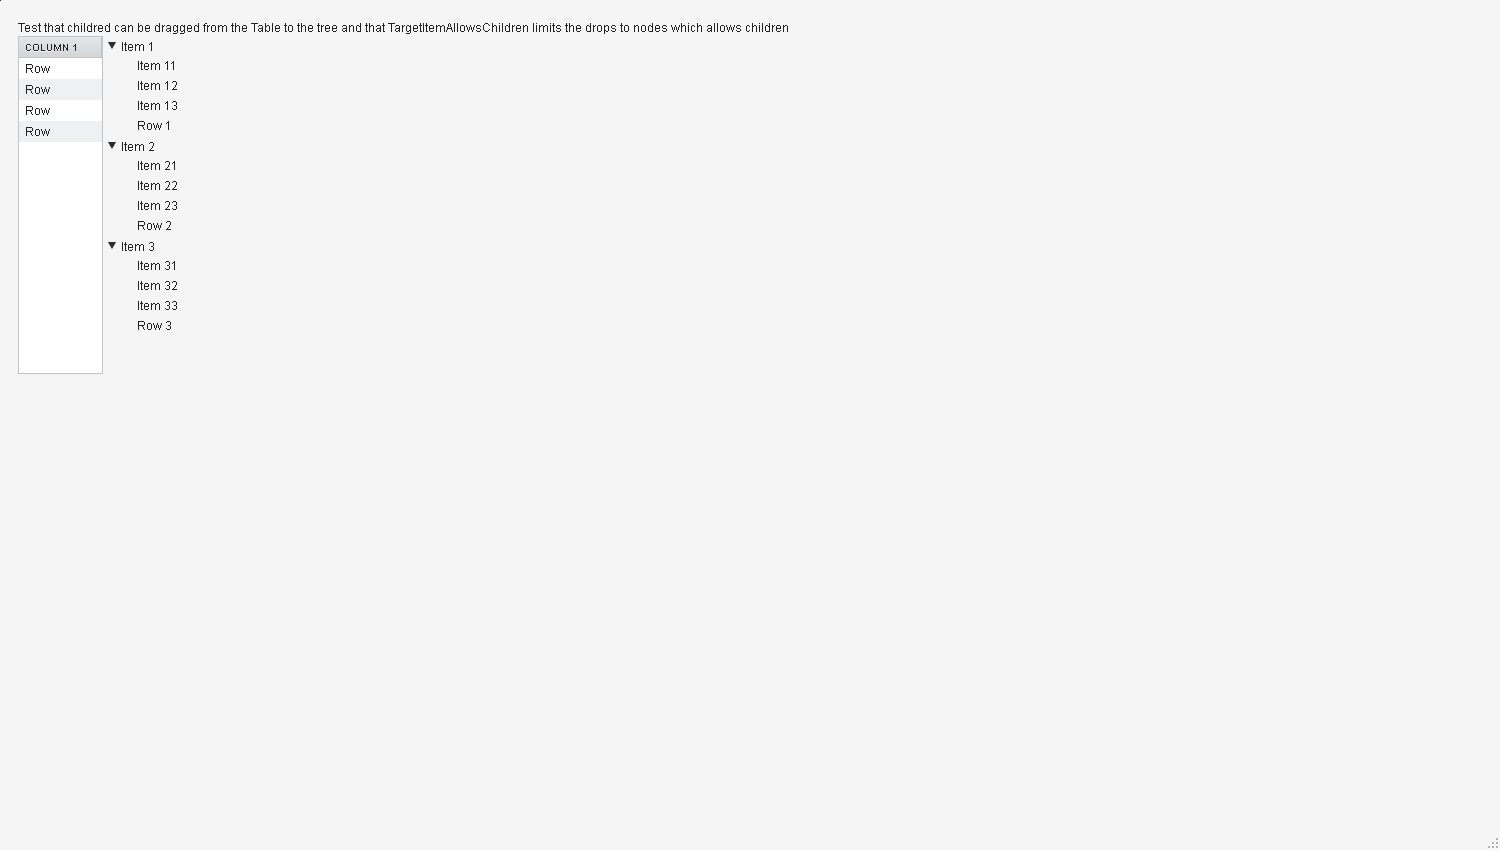 Test that childred can be dragged from the Table to the tree and that TargetItemAllowsChildren limits the drops to nodes which allows children
COLUMN 1
Row
Row
Row
Row
Item 1
Item 11
Item 12
Item 13
Row 1
Item 2
Item 21
Item 22
Item 23
Row 2
Item 3
Item 31
Item 32
Item 33
Row 3